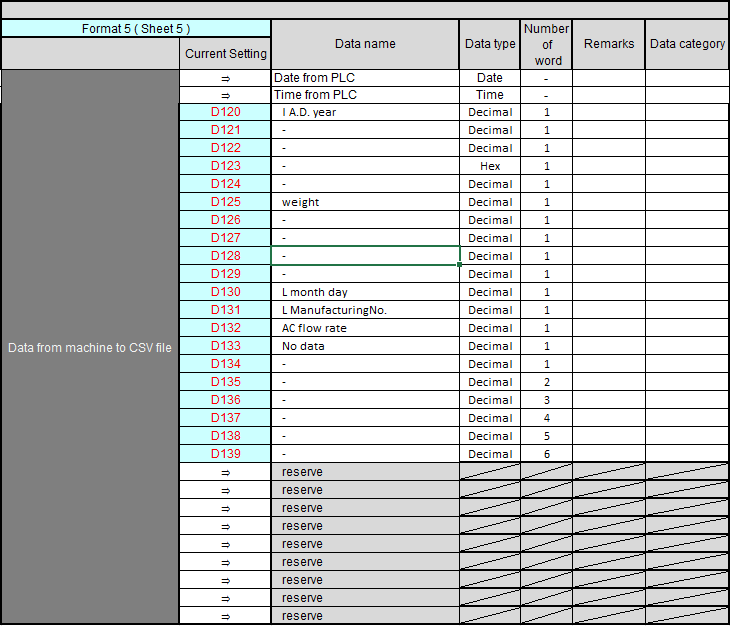 Format 5 ( Sheet 5 )
Current Setting Data name Data type Number of word Remarks Data category
Data from machine to CSV file
⇒ Date from PLC Date -
⇒ Time from PLC Time -
D120 I A.D. year Decimal 1
D121 - Decimal 1
D122 - Decimal 1
D123 - Hex 1
D124 - Decimal 1
D125 weight Decimal 1
D126 - Decimal 1
D127 - Decimal 1
D128 - Decimal 1
D129 - Decimal 1
D130 L month day Decimal 1
D131 L ManufacturingNo. Decimal 1
D132 AC flow rate Decimal 1
D133 No data Decimal 1
D134 - Decimal 1
D135 - Decimal 2
D136 - Decimal 3
D137 - Decimal 4
D138 - Decimal 5
D139 - Decimal 6
⇒ reserve
⇒ reserve
⇒ reserve
⇒ reserve
⇒ reserve
⇒ reserve
⇒ reserve
⇒ reserve
⇒ reserve